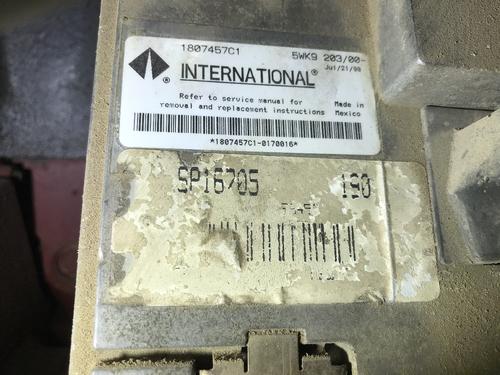 1807457C1 5WK9 203/00-
Jul/21/98
INTERNATIONAL®
Refer to service manual for
removal and replacement instructions
Made in
Mexico
*1807457C1-0170016*
SP16705 190